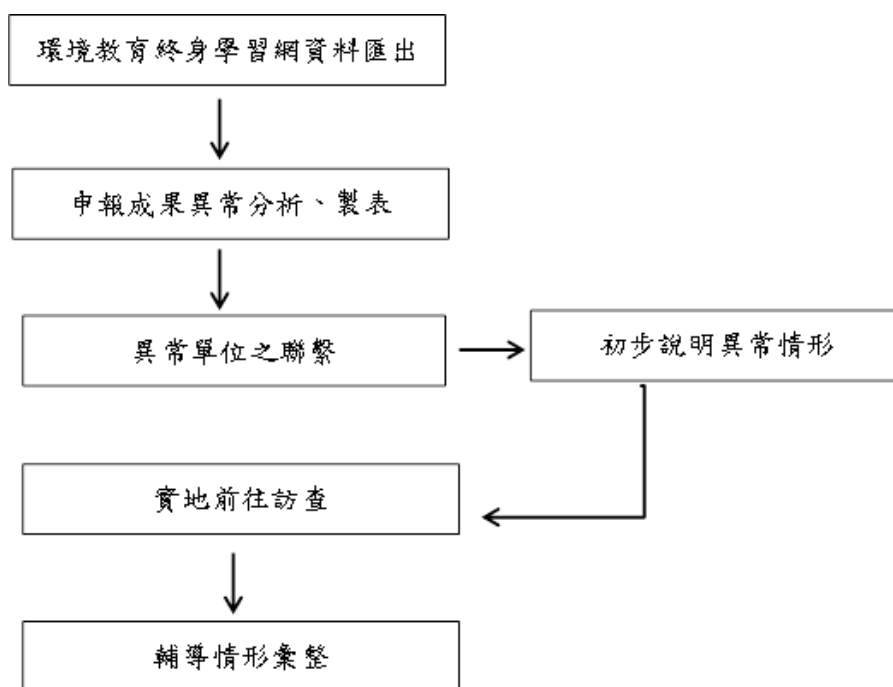 環境教育終身學習網資料匯出
申報成果異常分析、製表
異常單位之聯繫
初步說明異常情形
實地前往訪查
輔導情形彙整